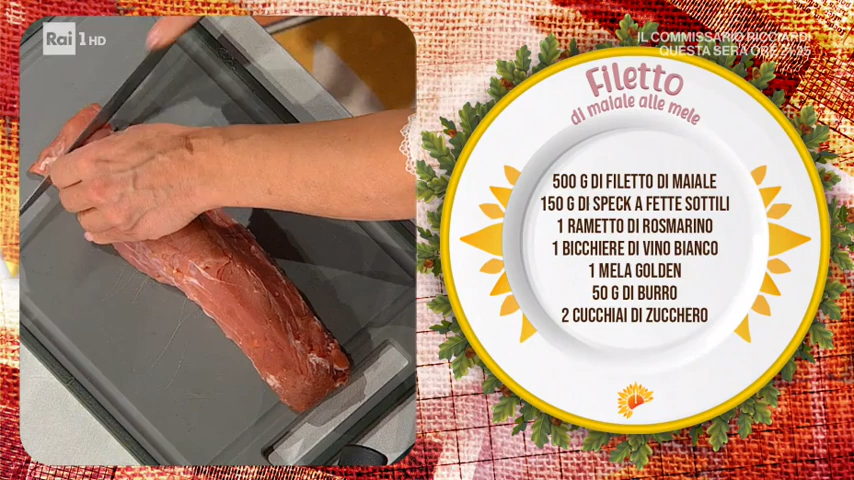 Rai 1 HD
IL COMMISSARIO RICCIARDI
QUESTA SERA ORE 21.25
Filetto
di maiale alle mele
500 G DI FILETTO DI MAIALE
150 G DI SPECK A FETTE SOTTILI
1 RAMETTO DI ROSMARINO
1 BICCHIERE DI VINO BIANCO
1 MELA GOLDEN
50 G DI BURRO
2 CUCCHIAI DI ZUCCHERO